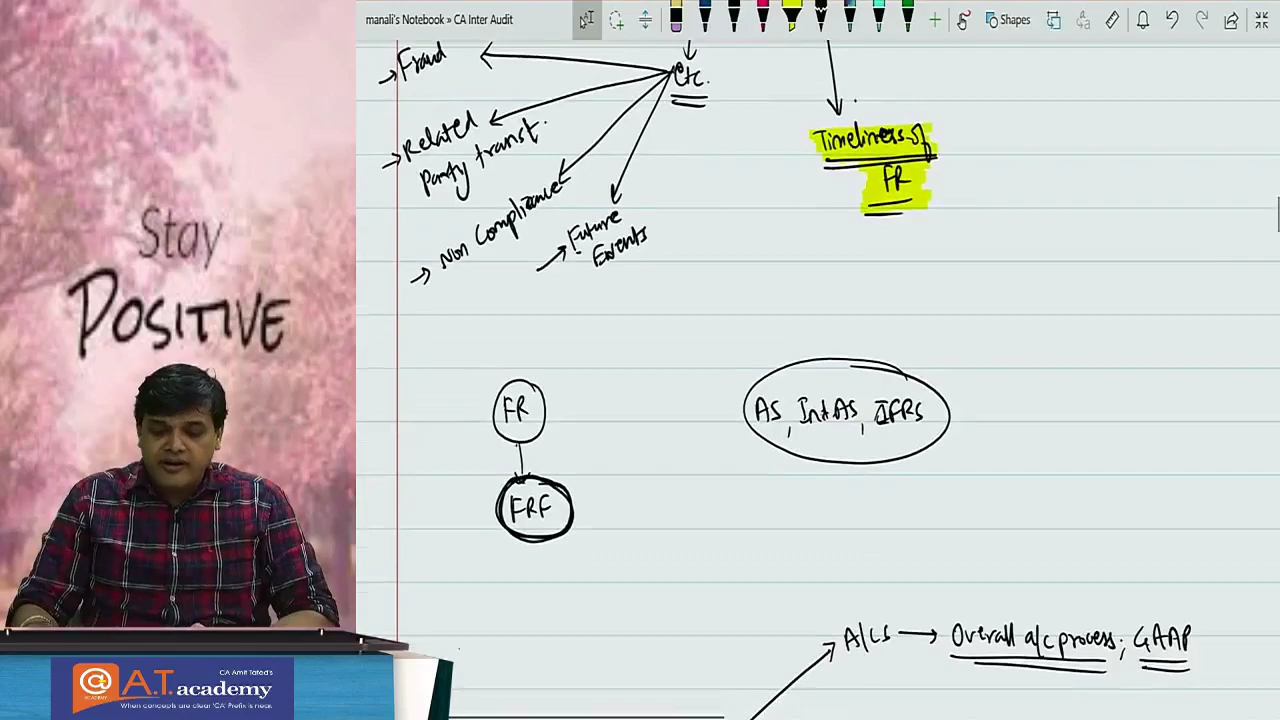 manali's Notebook » CA Inter Audit
Shapes
Fraud
Etc.
Related
party transt.
Non Compliance
Future
Events
Timeliness of
FR
Stay
POSITIVE
FR
AS, Ind AS, IFRS
FRF
A/cs → Overall a/c process; GAAP
@
ACADEMY
CA Amit Tated's
A.T. academy
When concepts are clear 'CA' Prefix is near.